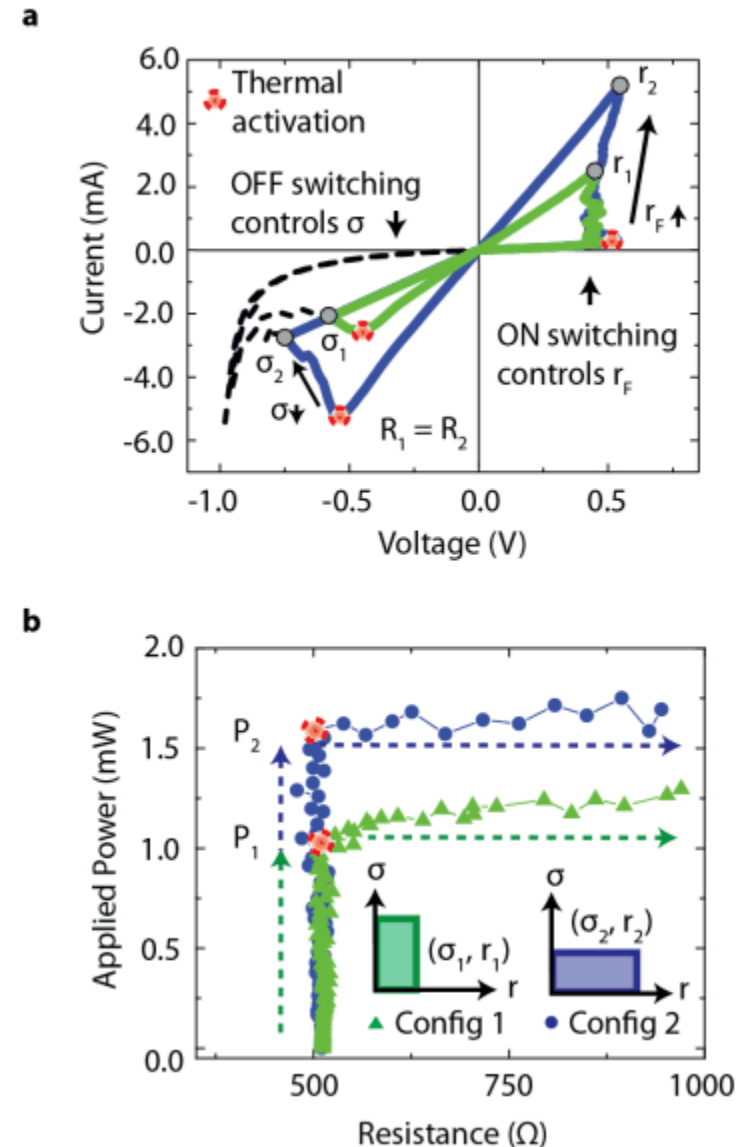 a
6.0
4.0
2.0
0.0
-2.0
-4.0
-6.0
Current (mA)
Thermal
activation
OFF switching
controls σ
r₂
r₁
r_F
ON switching
controls r_F
σ₁
σ₂
σ
R₁ = R₂
-1.0
-0.5
0.0
0.5
Voltage (V)
b
2.0
1.5
1.0
0.5
0.0
Applied Power (mW)
P₂
P₁
σ
(σ₁, r₁)
r
σ
(σ₂, r₂)
r
Config 1
Config 2
500
750
1000
Resistance (Ω)